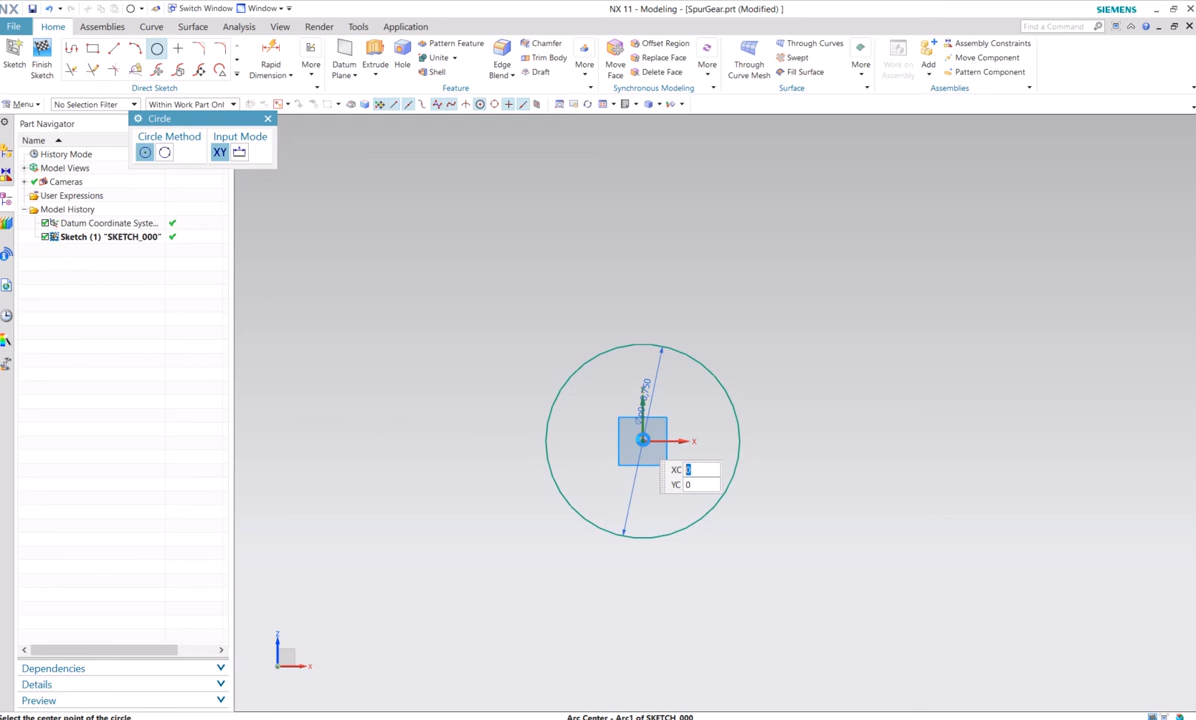 NX Switch Window Window NX 11 - Modeling - [SpurGear.prt (Modified) ] SIEMENS
File Home Assemblies Curve Surface Analysis View Render Tools Application Find a Command
Sketch Finish Sketch Rapid Dimension More Direct Sketch
Datum Plane Extrude Hole Pattern Feature Unite Shell Edge Blend Chamfer Trim Body Draft More Feature
Move Face Offset Region Replace Face Delete Face More Synchronous Modeling
Through Curve Mesh Through Curves Swept Fill Surface More Surface
Work on Assembly Add Assembly Constraints Move Component Pattern Component Assemblies
Menu No Selection Filter Within Work Part Onl
Part Navigator
Name
History Mode
Model Views
Cameras
User Expressions
Model History
Datum Coordinate Syste...
Sketch (1) "SKETCH_000"
Circle
Circle Method Input Mode
XY
X
XC 0
YC 0
Z
X
Dependencies
Details
Preview
Select the center point of the circle Arc Center - Arc1 of SKETCH_000